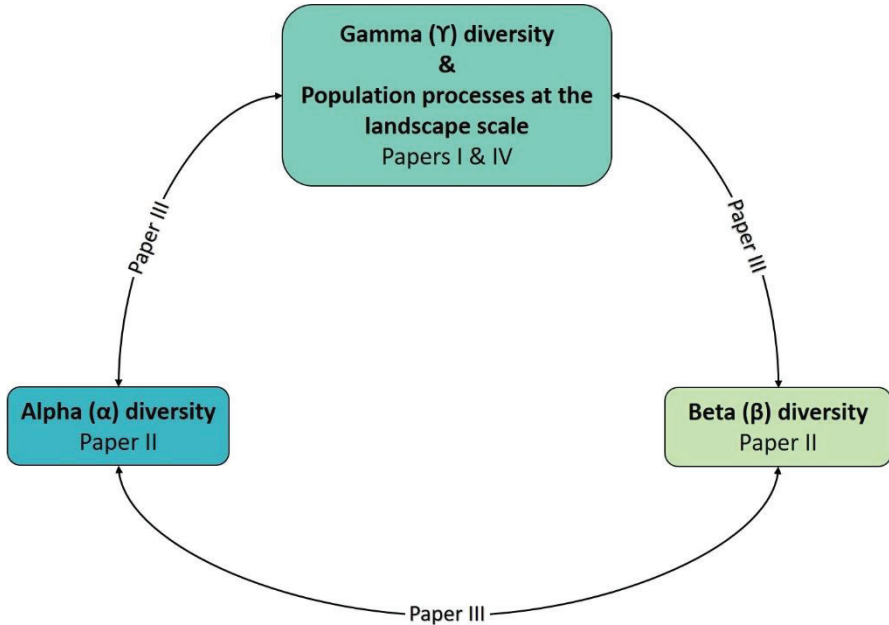 Gamma (ϒ) diversity
&
Population processes at the
landscape scale
Papers I & IV
Paper III
Paper III
Alpha (α) diversity
Paper II
Beta (β) diversity
Paper II
Paper III